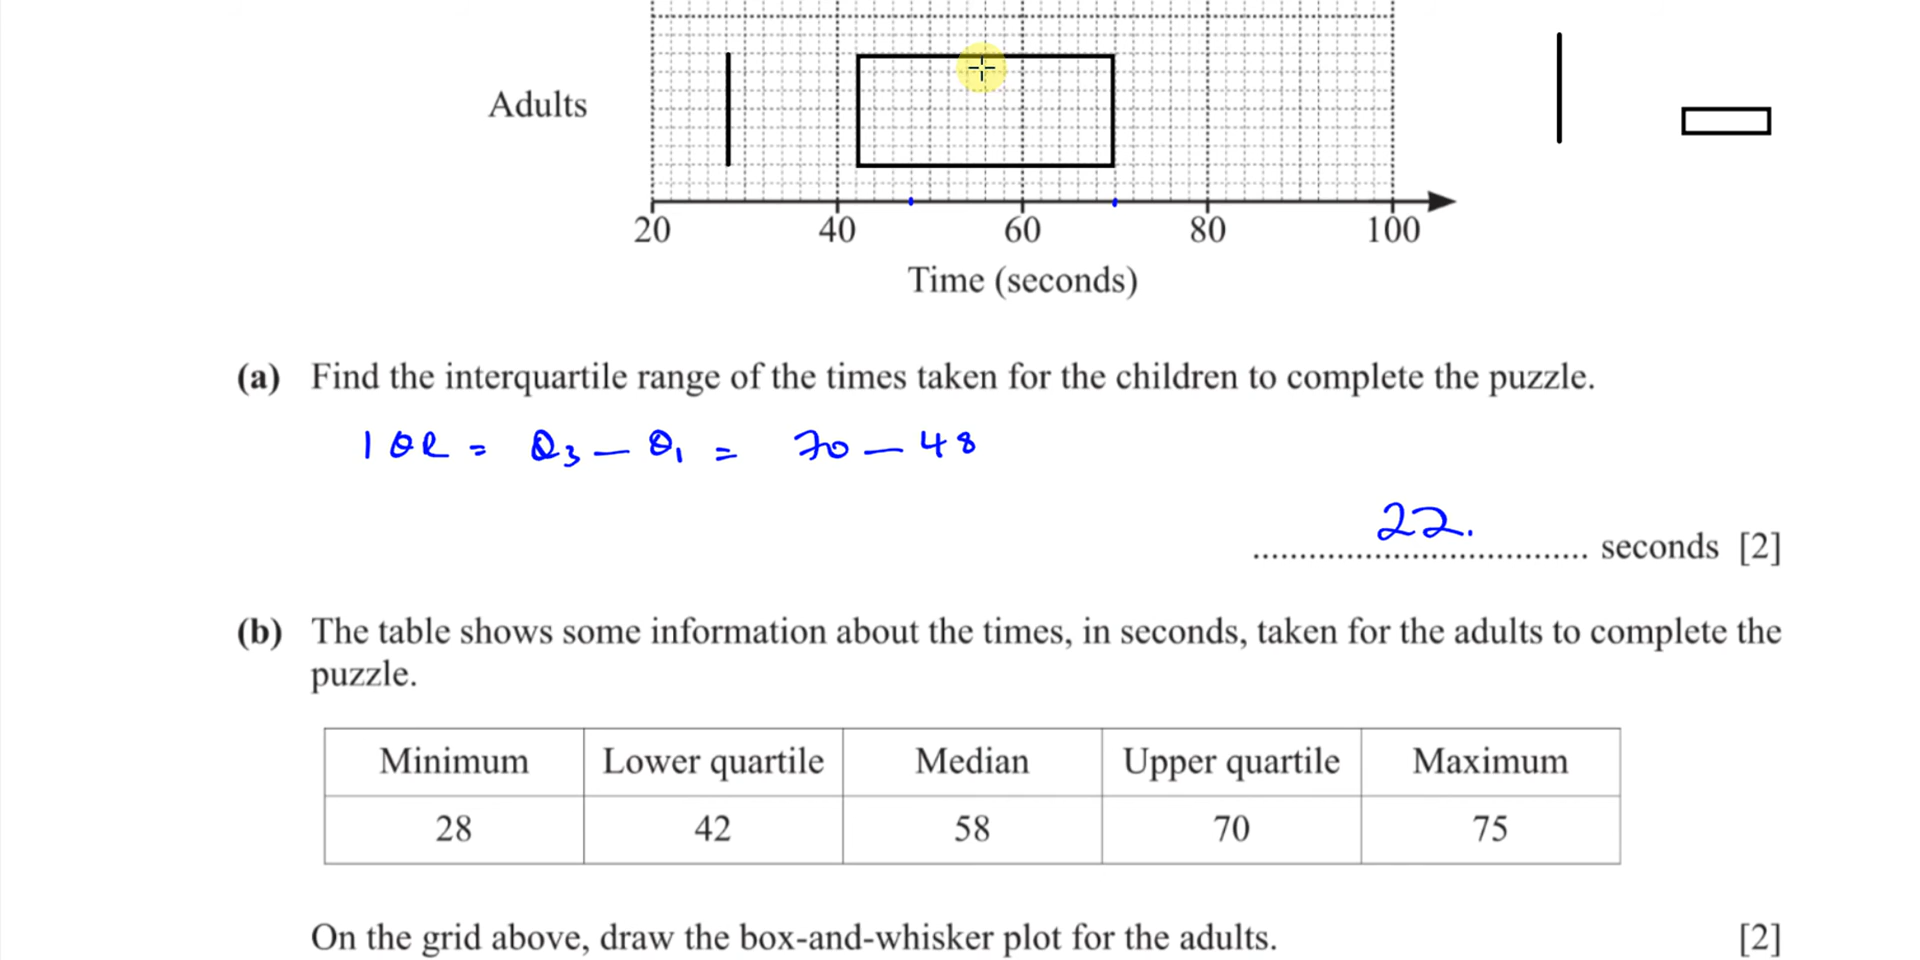 Adults
20 40 60 80 100
Time (seconds)
(a) Find the interquartile range of the times taken for the children to complete the puzzle.
IQR = Q₃ – Q₁ = 70 – 48
22.
.................................... seconds [2]
(b) The table shows some information about the times, in seconds, taken for the adults to complete the
puzzle.
Minimum Lower quartile Median Upper quartile Maximum
28 42 58 70 75
On the grid above, draw the box-and-whisker plot for the adults. [2]